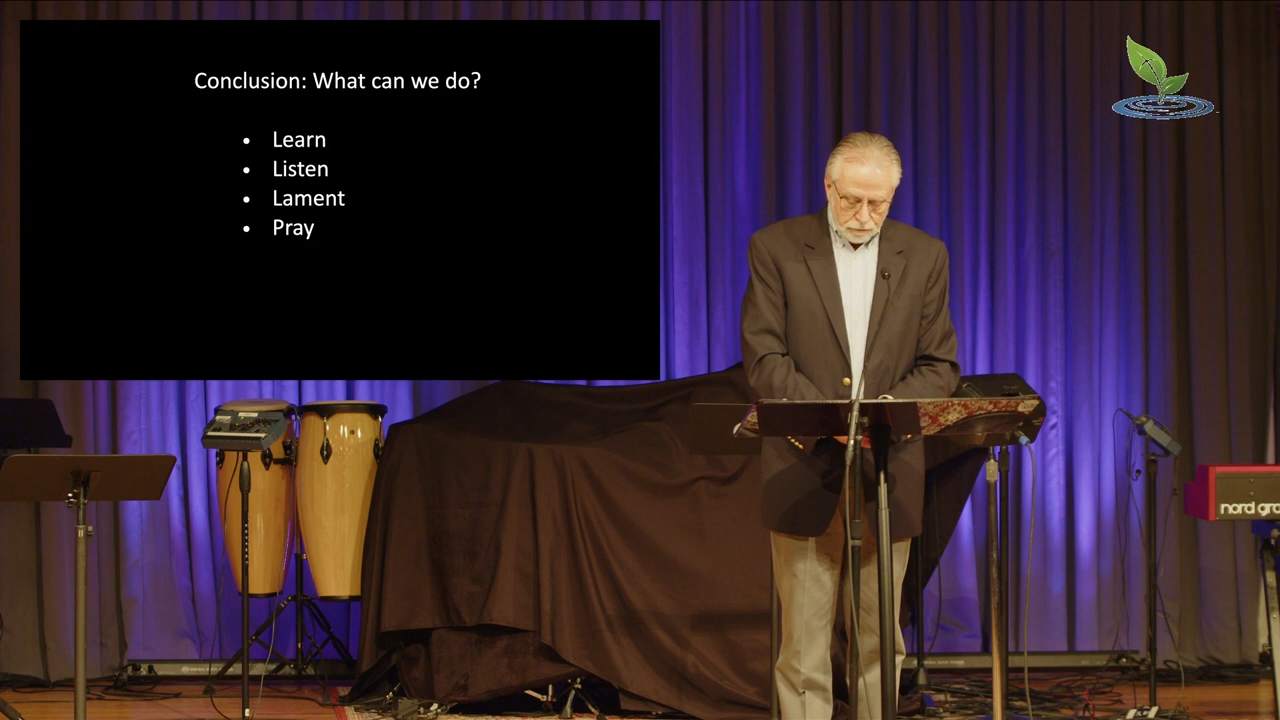 Conclusion: What can we do?
• Learn
• Listen
• Lament
• Pray
nord gra